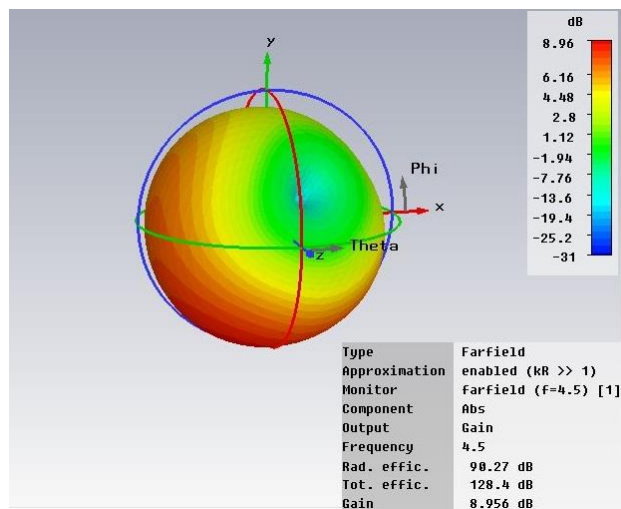 dB
8.96
6.16
4.48
2.8
1.12
-1.94
-7.76
-13.6
-19.4
-25.2
-31
y
Phi
x
Theta
z
Type Farfield
Approximation enabled (kR >> 1)
Monitor farfield (f=4.5) [1]
Component Abs
Output Gain
Frequency 4.5
Rad. effic. 90.27 dB
Tot. effic. 128.4 dB
Gain 8.956 dB